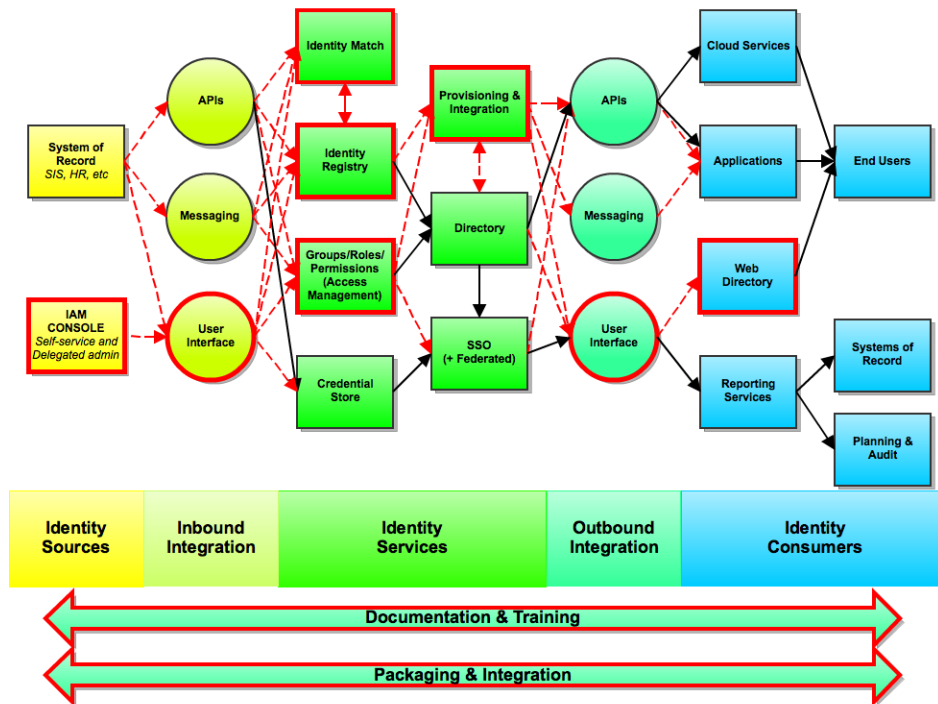 Identity Match
Cloud Services
APIs
Provisioning &
Integration
APIs
System of
Record
SIS, HR, etc
Identity
Registry
Applications
End Users
Messaging
Directory
Messaging
Groups/Roles/
Permissions
(Access
Management)
Web
Directory
IAM
CONSOLE
Self-service and
Delegated admin
User
Interface
SSO
(+ Federated)
User
Interface
Systems of
Record
Credential
Store
Reporting
Services
Planning &
Audit
Identity
Sources
Inbound
Integration
Identity
Services
Outbound
Integration
Identity
Consumers
Documentation & Training
Packaging & Integration